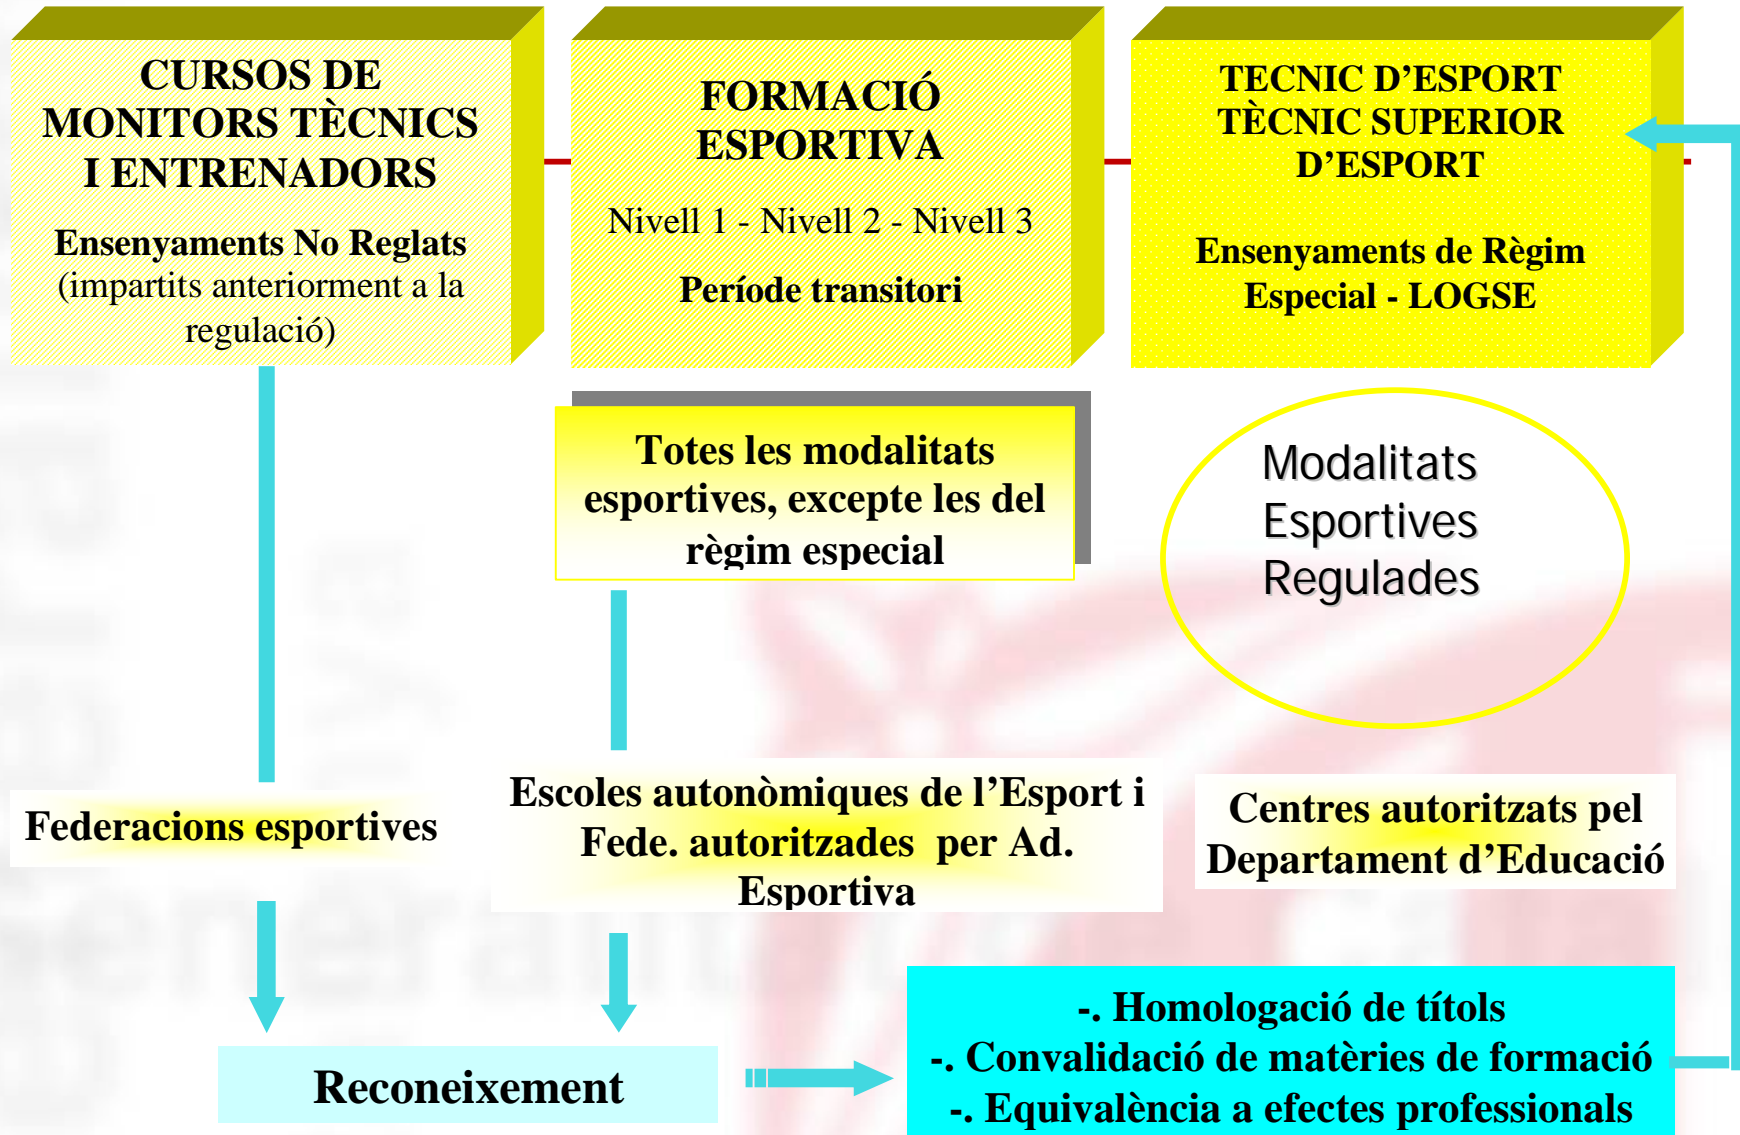 CURSOS DE
MONITORS TÈCNICS
I ENTRENADORS
Ensenyaments No Reglats
(impartits anteriorment a la
regulació)
FORMACIÓ
ESPORTIVA
Nivell 1 - Nivell 2 - Nivell 3
Període transitori
TECNIC D’ESPORT
TÈCNIC SUPERIOR
D’ESPORT
Ensenyaments de Règim
Especial - LOGSE
Totes les modalitats
esportives, excepte les del
règim especial
Modalitats
Esportives
Regulades
Federacions esportives
Escoles autonòmiques de l’Esport i
Fede. autoritzades per Ad.
Esportiva
Centres autoritzats pel
Departament d’Educació
Reconeixement
-. Homologació de títols
-. Convalidació de matèries de formació
-. Equivalència a efectes professionals